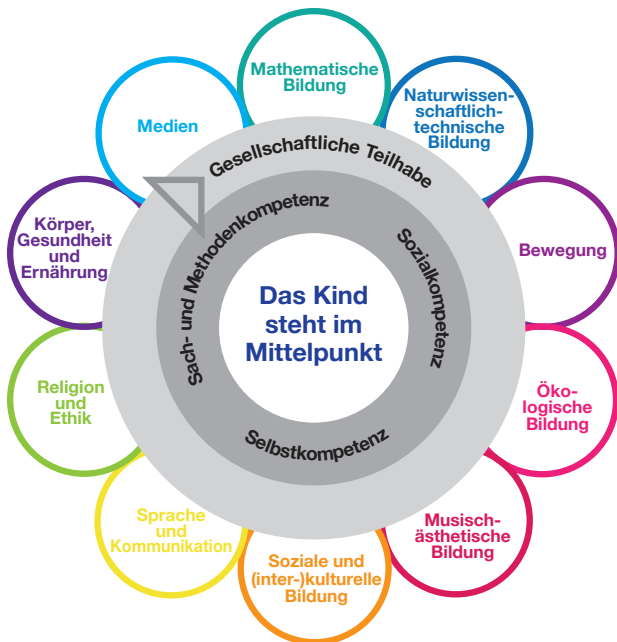 Mathematische
Bildung
Naturwissen-
schaftlich-
technische
Bildung
Bewegung
Öko-
logische
Bildung
Musisch-
ästhetische
Bildung
Soziale und
(inter-)kulturelle
Bildung
Sprache
und
Kommunikation
Religion
und
Ethik
Körper,
Gesundheit
und
Ernährung
Medien
Gesellschaftliche Teilhabe
Sach- und Methodenkompetenz
Sozialkompetenz
Selbstkompetenz
Das Kind
steht im
Mittelpunkt